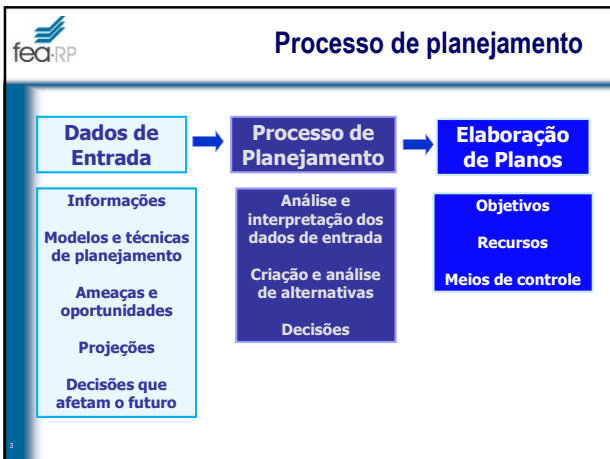 fea-RP
Processo de planejamento
Dados de
Entrada
Processo de
Planejamento
Elaboração
de Planos
Informações
Modelos e técnicas
de planejamento
Ameaças e
oportunidades
Projeções
Decisões que
afetam o futuro
Análise e
interpretação dos
dados de entrada
Criação e análise
de alternativas
Decisões
Objetivos
Recursos
Meios de controle
3